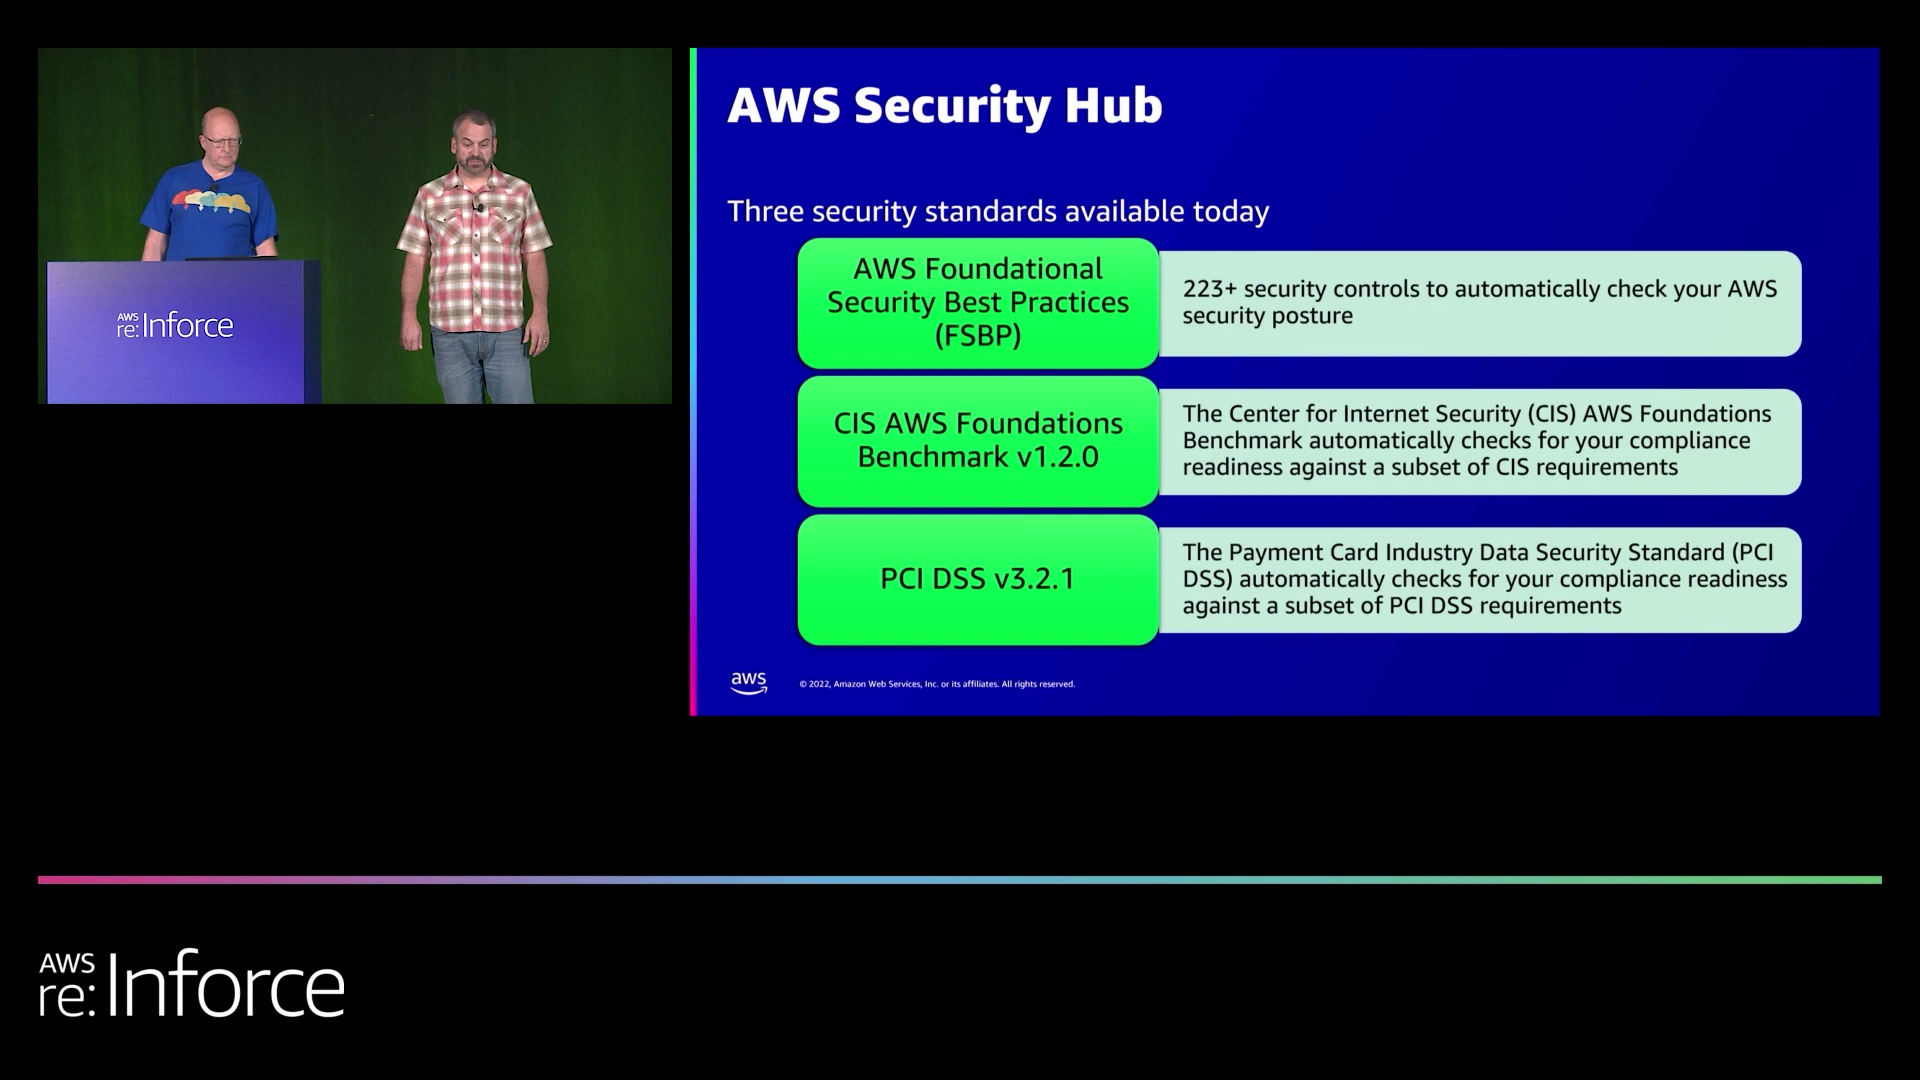 AWS
re:Inforce
AWS Security Hub
Three security standards available today
AWS Foundational
Security Best Practices
(FSBP)
223+ security controls to automatically check your AWS
security posture
CIS AWS Foundations
Benchmark v1.2.0
The Center for Internet Security (CIS) AWS Foundations
Benchmark automatically checks for your compliance
readiness against a subset of CIS requirements
PCI DSS v3.2.1
The Payment Card Industry Data Security Standard (PCI
DSS) automatically checks for your compliance readiness
against a subset of PCI DSS requirements
aws
© 2022, Amazon Web Services, Inc. or its affiliates. All rights reserved.
AWS
re:Inforce